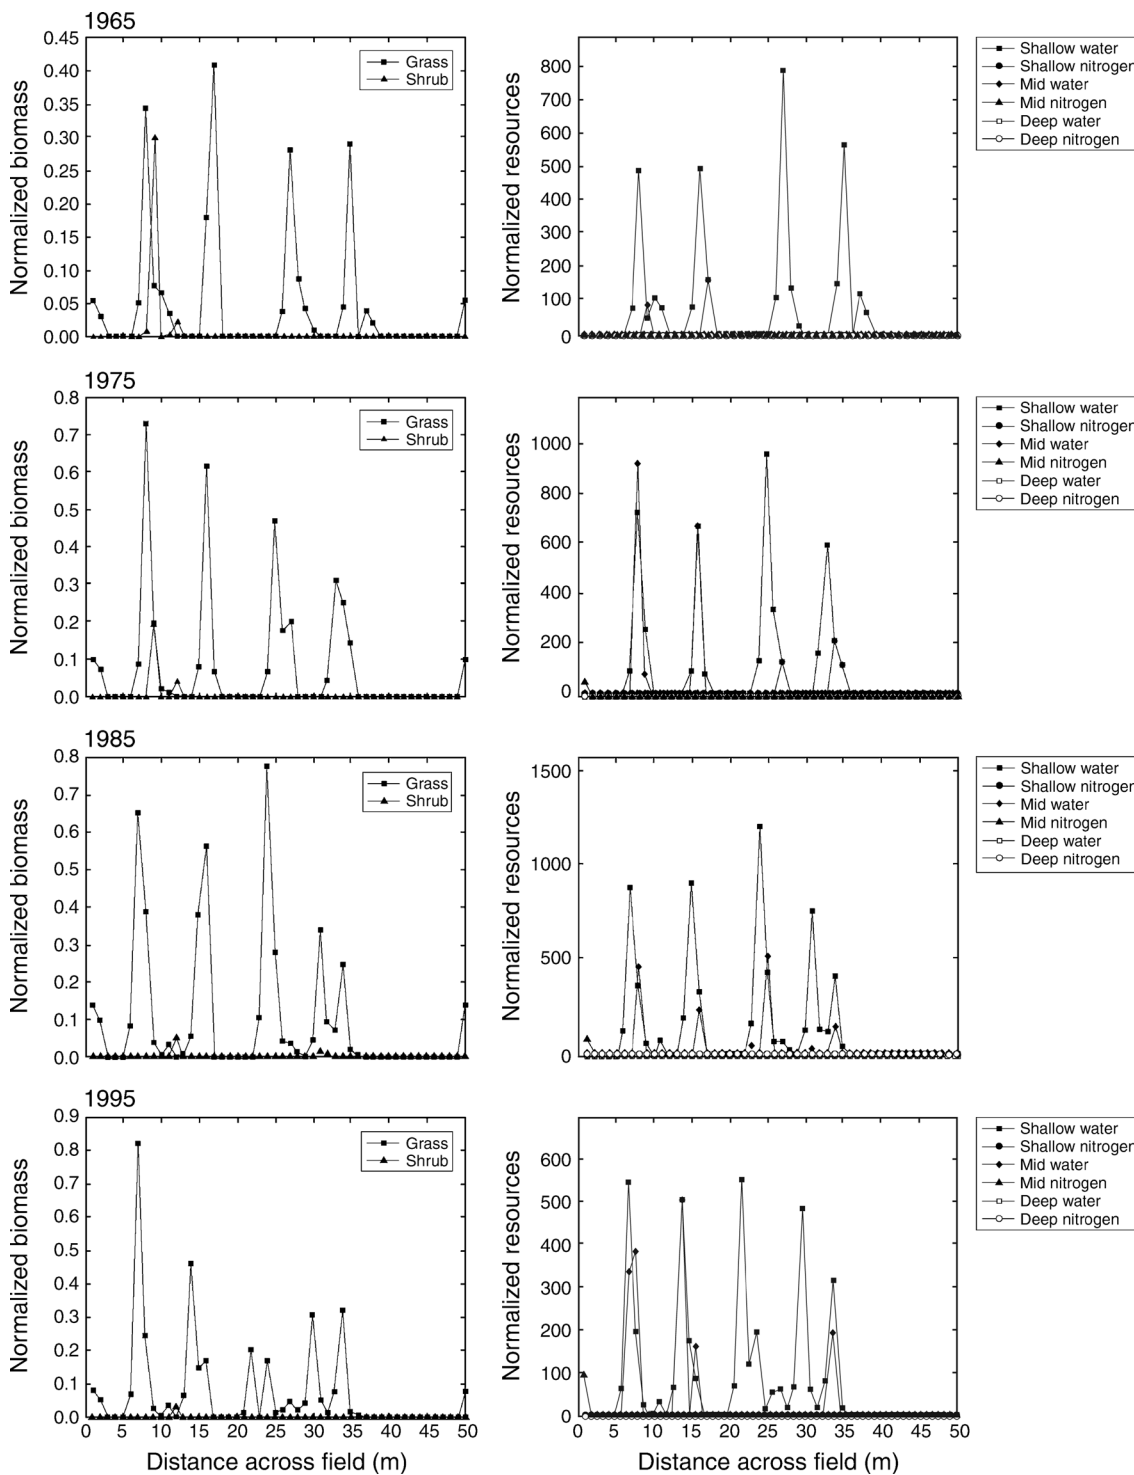 1965
0.45
0.40
0.35
0.30
0.25
0.20
0.15
0.10
0.05
0.00
Normalized biomass
Grass
Shrub
800
700
600
500
400
300
200
100
0
Normalized resources
Shallow water
Shallow nitrogen
Mid water
Mid nitrogen
Deep water
Deep nitrogen
1975
0.8
0.7
0.6
0.5
0.4
0.3
0.2
0.1
0.0
Normalized biomass
Grass
Shrub
1000
800
600
400
200
0
Normalized resources
Shallow water
Shallow nitrogen
Mid water
Mid nitrogen
Deep water
Deep nitrogen
1985
0.8
0.7
0.6
0.5
0.4
0.3
0.2
0.1
0.0
Normalized biomass
Grass
Shrub
1500
1000
500
0
Normalized resources
Shallow water
Shallow nitrogen
Mid water
Mid nitrogen
Deep water
Deep nitrogen
1995
0.9
0.8
0.7
0.6
0.5
0.4
0.3
0.2
0.1
0.0
Normalized biomass
Grass
Shrub
0 5 10 15 20 25 30 35 40 45 50
Distance across field (m)
600
500
400
300
200
100
0
Normalized resources
Shallow water
Shallow nitrogen
Mid water
Mid nitrogen
Deep water
Deep nitrogen
0 5 10 15 20 25 30 35 40 45 50
Distance across field (m)